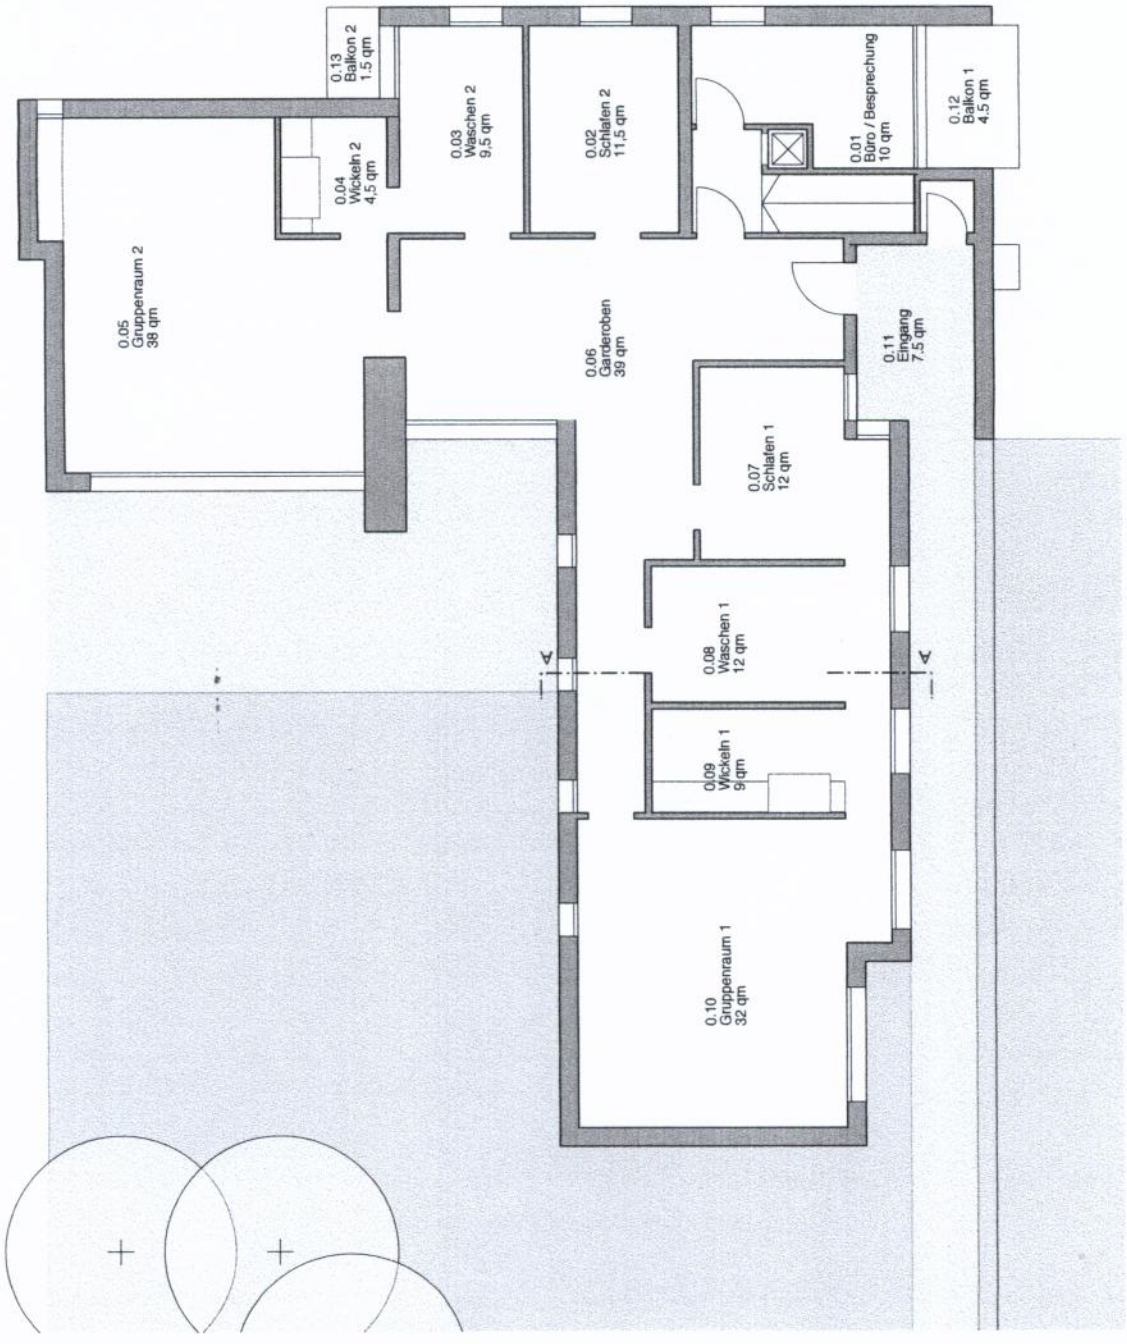 0.13
Balkon 2
1.5 qm
0.03
Waschen 2
9,5 qm
0.02
Schlafen 2
11,5 qm
0.01
Büro / Besprechung
10 qm
0.12
Balkon 1
4.5 qm
0.04
Wickeln 2
4,5 qm
0.05
Gruppenraum 2
38 qm
0.06
Garderoben
39 qm
0.11
Eingang
7.5 qm
0.07
Schlafen 1
12 qm
0.08
Waschen 1
12 qm
A
A
0.09
Wickeln 1
9 qm
0.10
Gruppenraum 1
32 qm